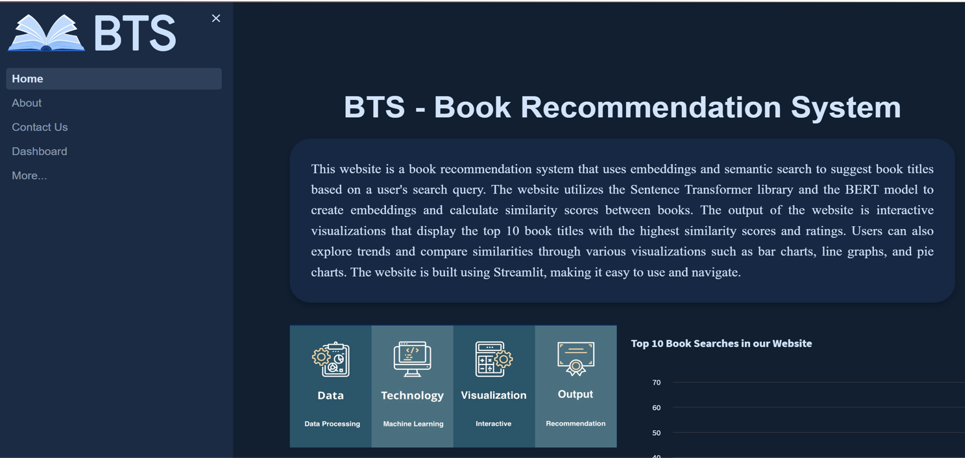 BTS
Home
About
Contact Us
Dashboard
More...
BTS - Book Recommendation System
This website is a book recommendation system that uses embeddings and semantic search to suggest book titles
based on a user's search query. The website utilizes the Sentence Transformer library and the BERT model to
create embeddings and calculate similarity scores between books. The output of the website is interactive
visualizations that display the top 10 book titles with the highest similarity scores and ratings. Users can also
explore trends and compare similarities through various visualizations such as bar charts, line graphs, and pie
charts. The website is built using Streamlit, making it easy to use and navigate.
Data
Data Processing
Technology
Machine Learning
Visualization
Interactive
Output
Recommendation
Top 10 Book Searches in our Website
70
60
50